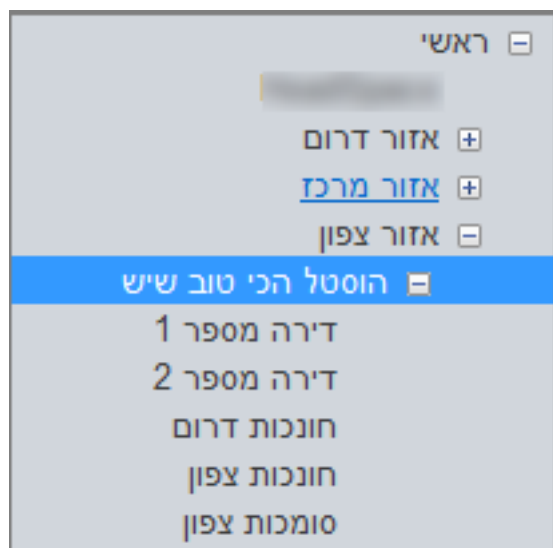 ראשי
אזור דרום
אזור מרכז
אזור צפון
הוסטל הכי טוב שיש
דירה מספר 1
דירה מספר 2
חונכות דרום
חונכות צפון
סומכות צפון